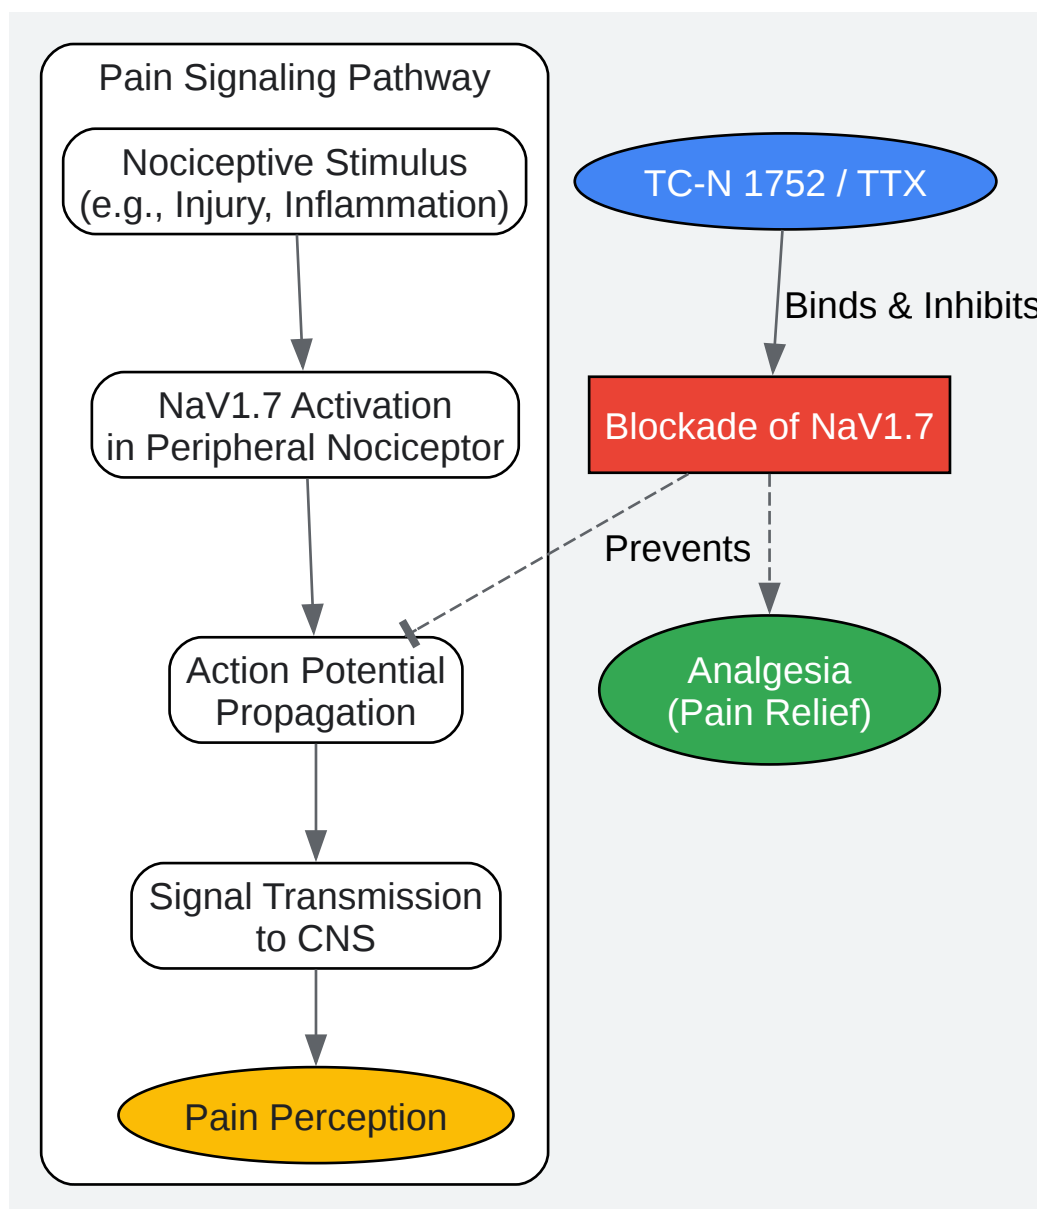 Pain Signaling Pathway
Nociceptive Stimulus
(e.g., Injury, Inflammation)
NaV1.7 Activation
in Peripheral Nociceptor
Action Potential
Propagation
Signal Transmission
to CNS
Pain Perception
TC-N 1752 / TTX
Binds & Inhibits
Blockade of NaV1.7
Prevents
Analgesia
(Pain Relief)